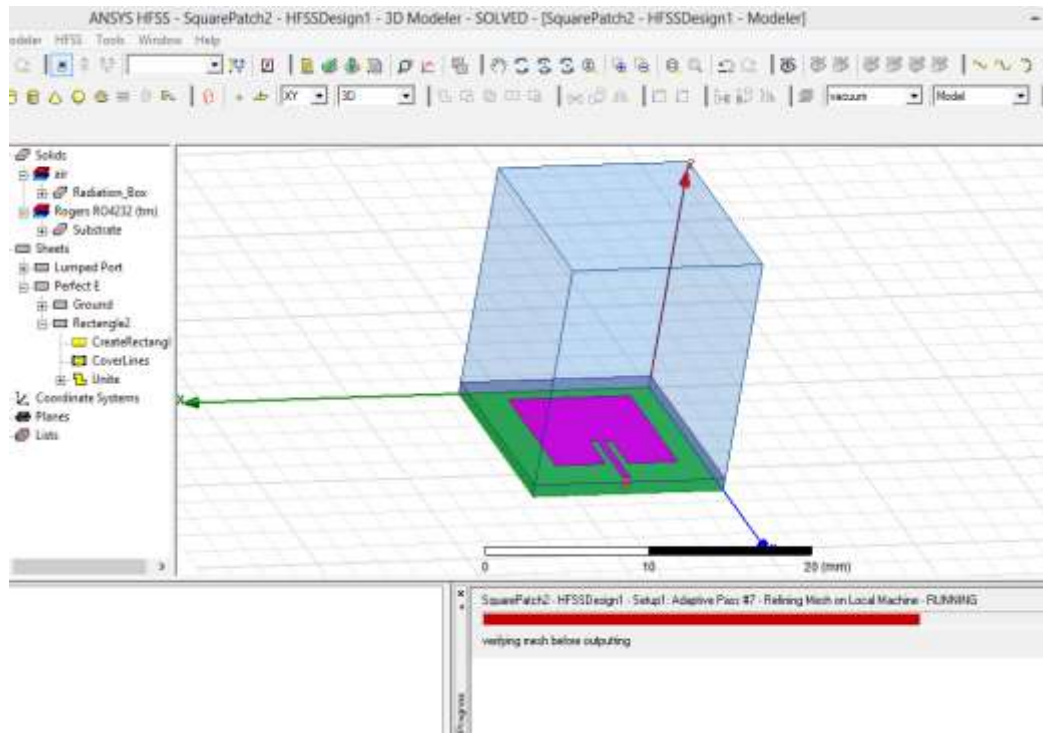 ANSYS HFSS - SquarePatch2 - HFSSDesign1 - 3D Modeler - SOLVED - [SquarePatch2 - HFSSDesign1 - Modeler]
odeler HFSS Tools Window Help
XY 3D vacuum Model
Solids
air
Radiation_Box
Rogers RO4232 (tm)
Substrate
Sheets
Lumped Port
Perfect E
Ground
Rectangle2
CreateRectangl
CoverLines
Unite
Coordinate Systems
Planes
Lists
X
0 10 20 (mm)
SquarePatch2 - HFSSDesign1 - Setup1: Adaptive Pass #7 - Refining Mesh on Local Machine - RUNNING
verifying mesh before outputting
Progress